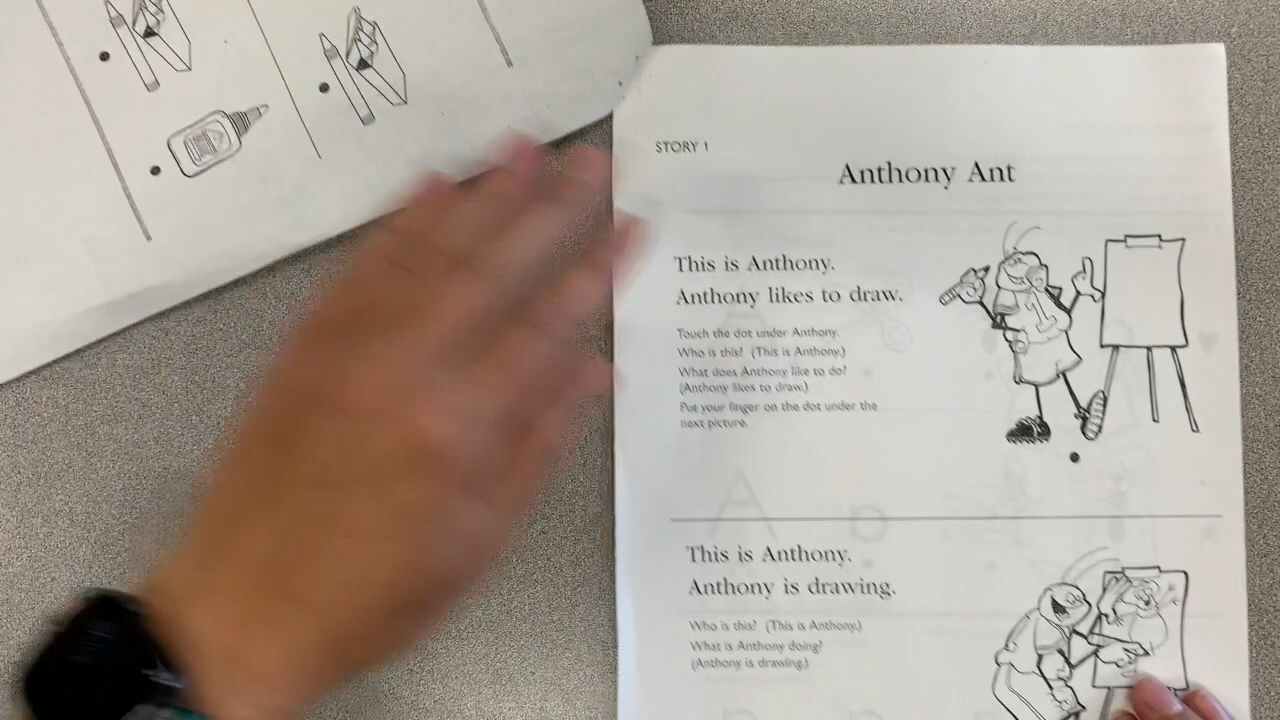 STORY 1
Anthony Ant
This is Anthony.
Anthony likes to draw.
Touch the dot under Anthony.
Who is this? (This is Anthony.)
What does Anthony like to do?
(Anthony likes to draw.)
Put your finger on the dot under the
next picture.
This is Anthony.
Anthony is drawing.
Who is this? (This is Anthony.)
What is Anthony doing?
(Anthony is drawing.)